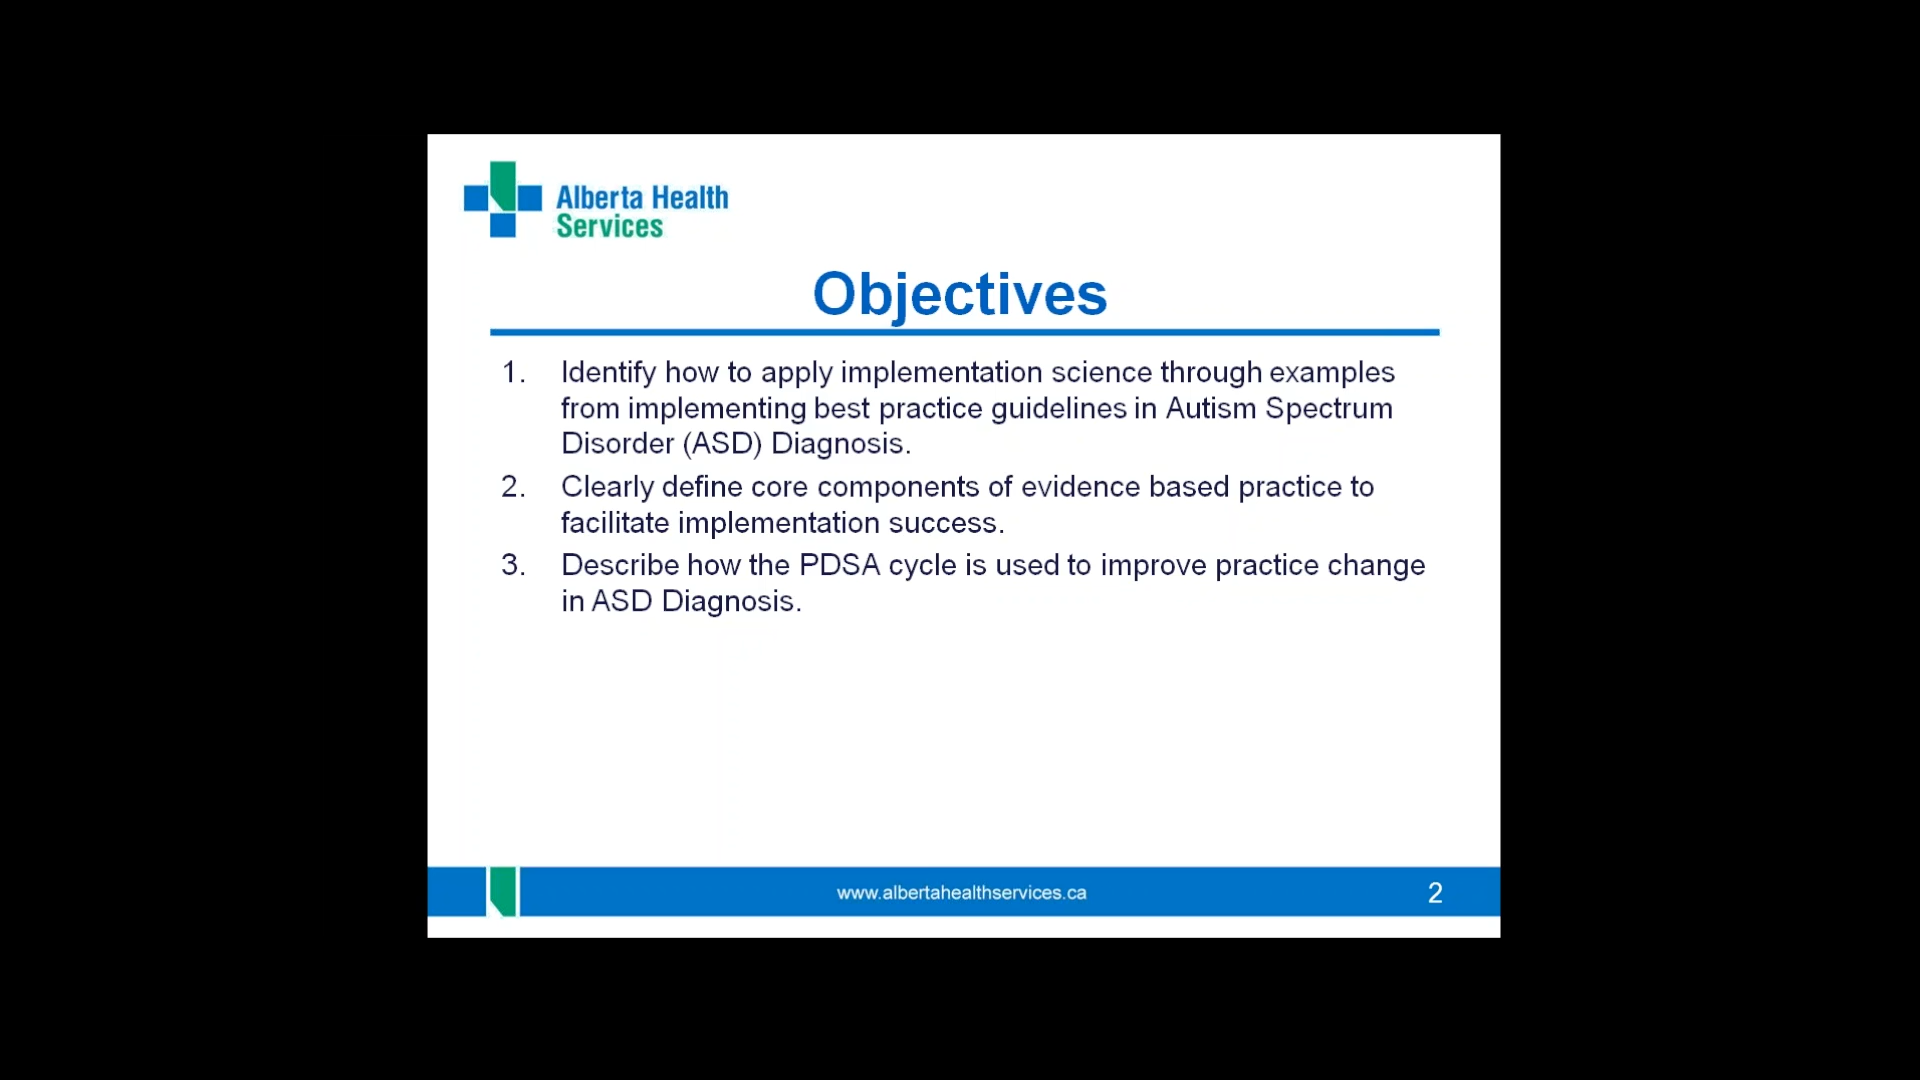 Alberta Health
Services
Objectives
1. Identify how to apply implementation science through examples
from implementing best practice guidelines in Autism Spectrum
Disorder (ASD) Diagnosis.
2. Clearly define core components of evidence based practice to
facilitate implementation success.
3. Describe how the PDSA cycle is used to improve practice change
in ASD Diagnosis.
www.albertahealthservices.ca
2